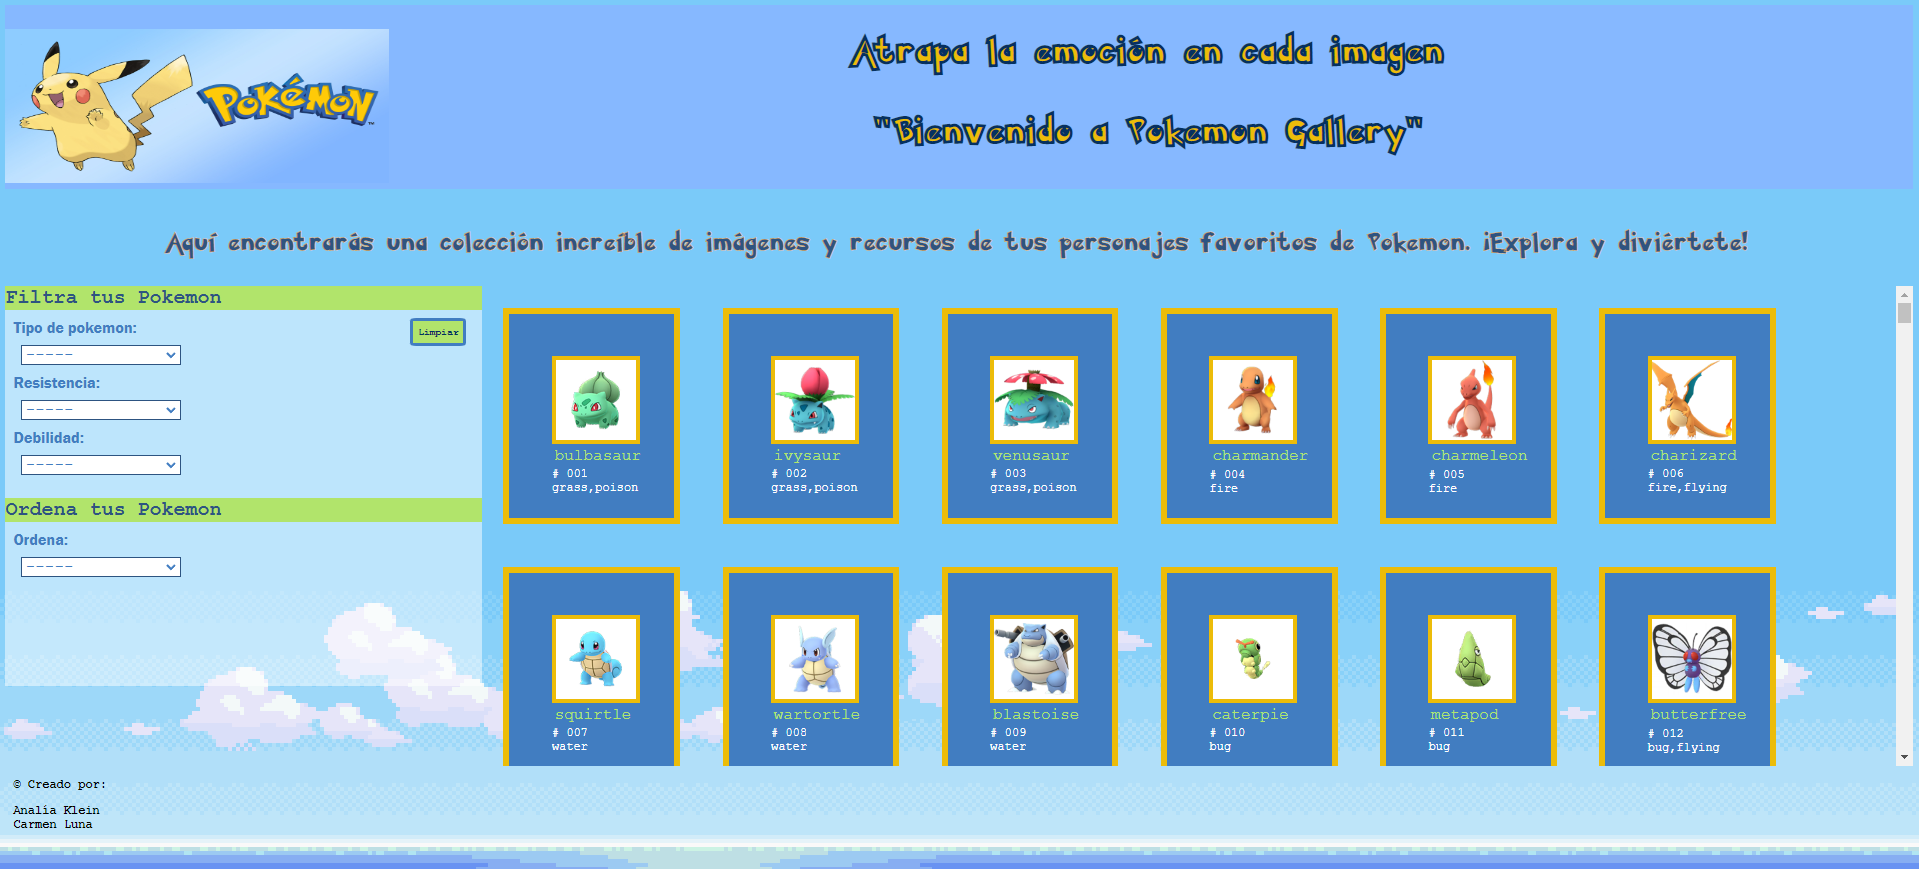 POKéMON™
Atrapa la emoción en cada imagen
"Bienvenido a Pokemon Gallery"
Aquí encontrarás una colección increíble de imágenes y recursos de tus personajes favoritos de Pokemon. ¡Explora y diviértete!
Filtra tus Pokemon
Tipo de pokemon:
Limpiar
-----
Resistencia:
-----
Debilidad:
-----
Ordena tus Pokemon
Ordena:
-----
bulbasaur
# 001
grass,poison
ivysaur
# 002
grass,poison
venusaur
# 003
grass,poison
charmander
# 004
fire
charmeleon
# 005
fire
charizard
# 006
fire,flying
squirtle
# 007
water
wartortle
# 008
water
blastoise
# 009
water
caterpie
# 010
bug
metapod
# 011
bug
butterfree
# 012
bug,flying
© Creado por:
Analía Klein
Carmen Luna